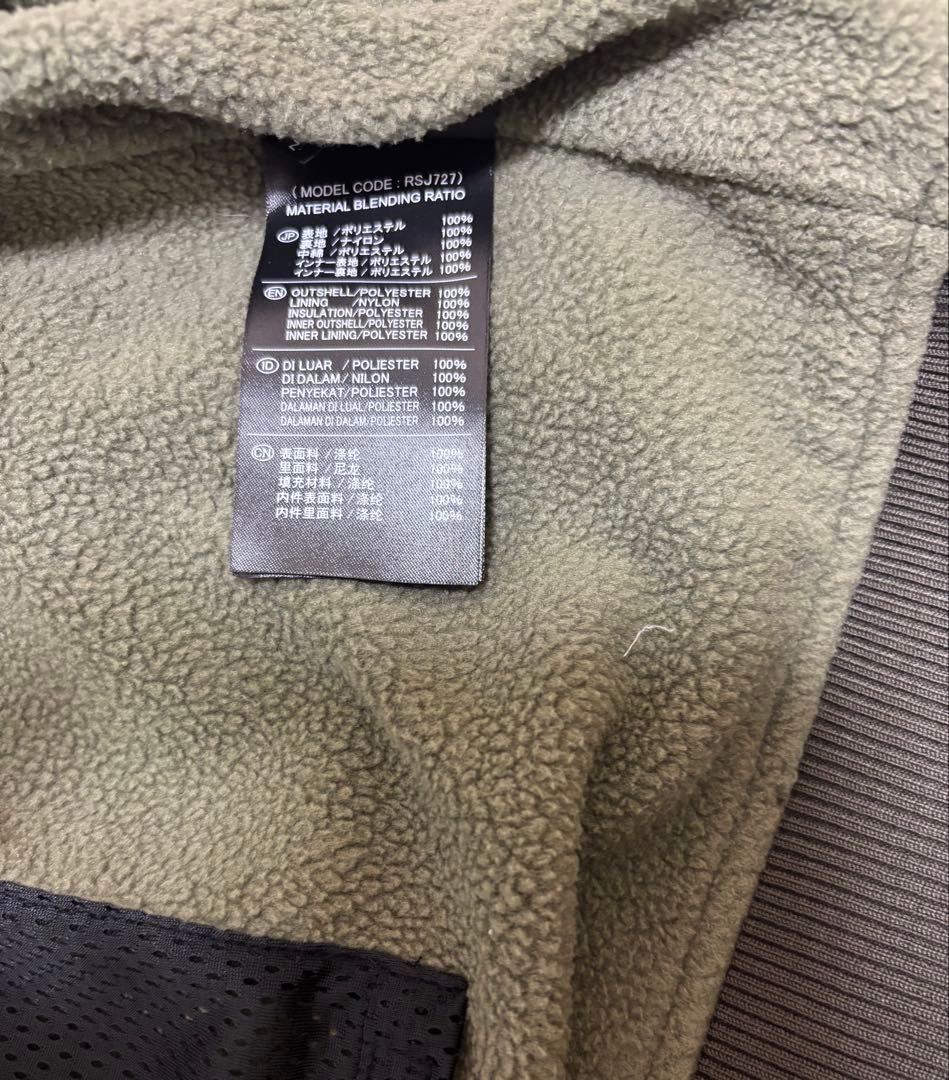 (MODEL CODE : RSJ727)
MATERIAL BLENDING RATIO
JP 表地 /ポリエステル 100%
裏地 /ナイロン 100%
中綿 /ポリエステル 100%
インナー表地/ポリエステル 100%
インナー裏地/ポリエステル 100%
EN OUTSHELL/POLYESTER 100%
LINING /NYLON 100%
INSULATION/POLYESTER 100%
INNER OUTSHELL/POLYESTER 100%
INNER LINING/POLYESTER 100%
ID DI LUAR /POLIESTER 100%
DI DALAM/NILON 100%
PENYEKAT/POLIESTER 100%
DALAMAN DI LUAL/POLIESTER 100%
DALAMAN DI DALAM/POLIESTER 100%
CN 表面料/涤纶 100%
里面料/尼龙 100%
填充材料/涤纶 100%
内件表面料/涤纶 100%
内件里面料/涤纶 100%